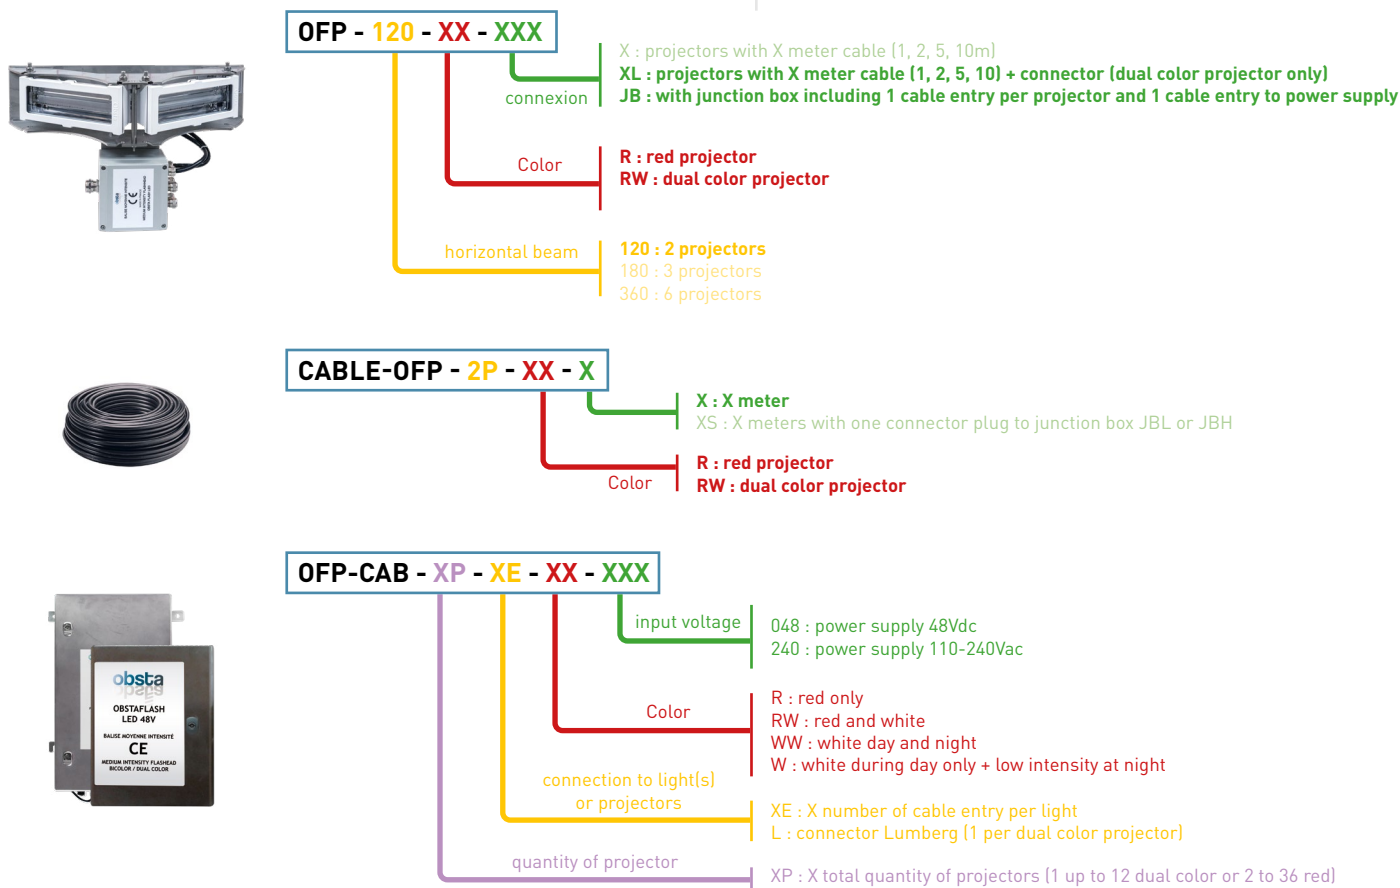 OFP - 120 - XX - XXX
X : projectors with X meter cable (1, 2, 5, 10m)
XL : projectors with X meter cable (1, 2, 5, 10) + connector (dual color projector only)
connexion
JB : with junction box including 1 cable entry per projector and 1 cable entry to power supply
Color
R : red projector
RW : dual color projector
horizontal beam
120 : 2 projectors
180 : 3 projectors
360 : 6 projectors
CABLE-OFP - 2P - XX - X
X : X meter
XS : X meters with one connector plug to junction box JBL or JBH
Color
R : red projector
RW : dual color projector
OFP-CAB - XP - XE - XX - XXX
input voltage
048 : power supply 48Vdc
240 : power supply 110-240Vac
Color
R : red only
RW : red and white
WW : white day and night
W : white during day only + low intensity at night
connection to light(s)
or projectors
XE : X number of cable entry per light
L : connector Lumberg (1 per dual color projector)
quantity of projector
XP : X total quantity of projectors (1 up to 12 dual color or 2 to 36 red)
obsta
OBSTAFLASH
LED 48V
BALISE MOYENNE INTENSITÉ
CE
MEDIUM INTENSITY FLASHEAD
BICOLOR / DUAL COLOR
CE